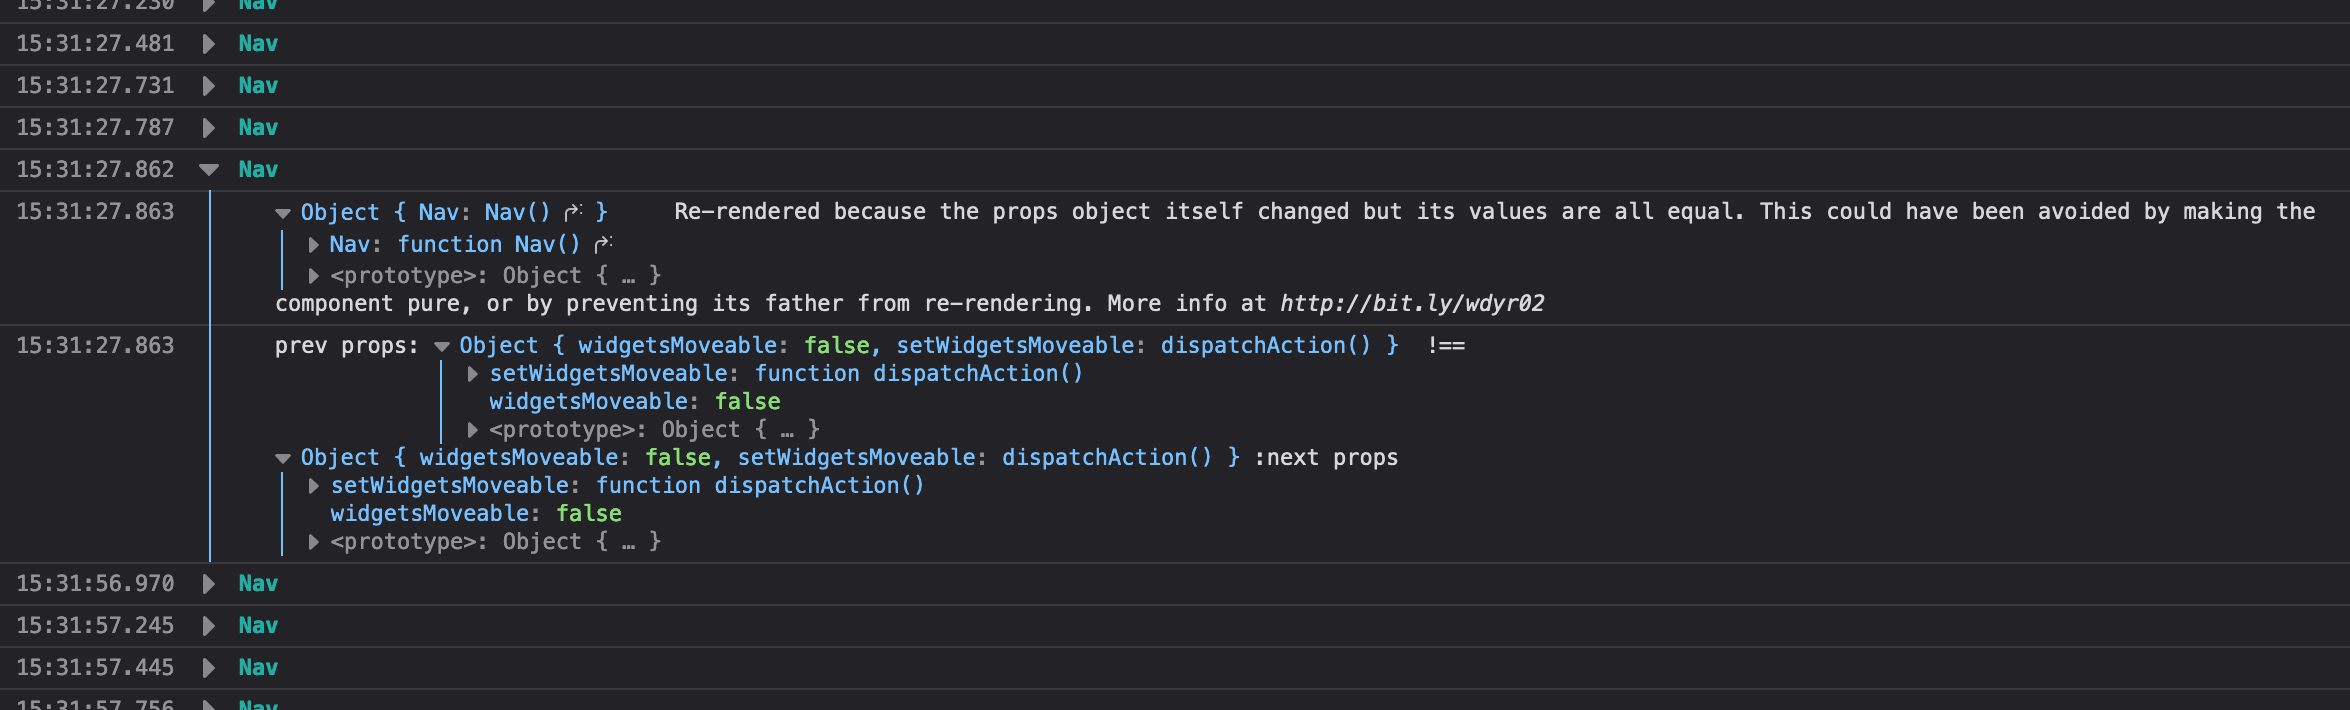 15:31:27.230 Nav
15:31:27.481 Nav
15:31:27.731 Nav
15:31:27.787 Nav
15:31:27.862 Nav
15:31:27.863 Object { Nav: Nav() } Re-rendered because the props object itself changed but its values are all equal. This could have been avoided by making the
Nav: function Nav()
<prototype>: Object { … }
component pure, or by preventing its father from re-rendering. More info at http://bit.ly/wdyr02
15:31:27.863 prev props: Object { widgetsMoveable: false, setWidgetsMoveable: dispatchAction() } !==
setWidgetsMoveable: function dispatchAction()
widgetsMoveable: false
<prototype>: Object { … }
Object { widgetsMoveable: false, setWidgetsMoveable: dispatchAction() } :next props
setWidgetsMoveable: function dispatchAction()
widgetsMoveable: false
<prototype>: Object { … }
15:31:56.970 Nav
15:31:57.245 Nav
15:31:57.445 Nav
15:31:57.756 Nav